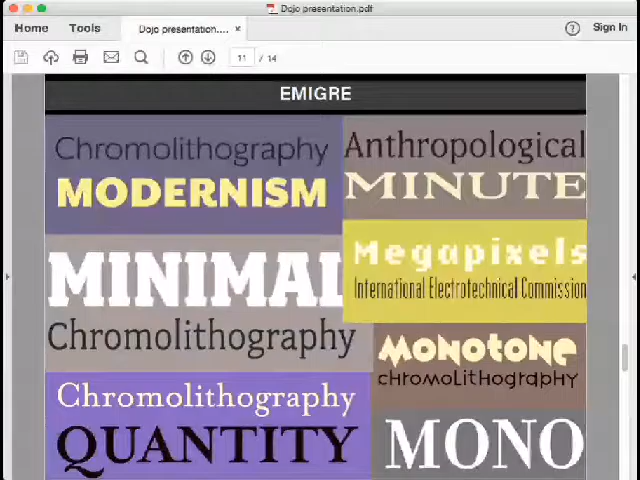 Dojo presentation.pdf
Home Tools Dojo presentation.... × ? Sign In
11 / 14
EMIGRE
Chromolithography
MODERNISM
Anthropological
MINUTE
MINIMAL
Chromolithography
Megapixels
International Electrotechnical Commission
Monotone
chromolithography
Chromolithography
QUANTITY
MONO